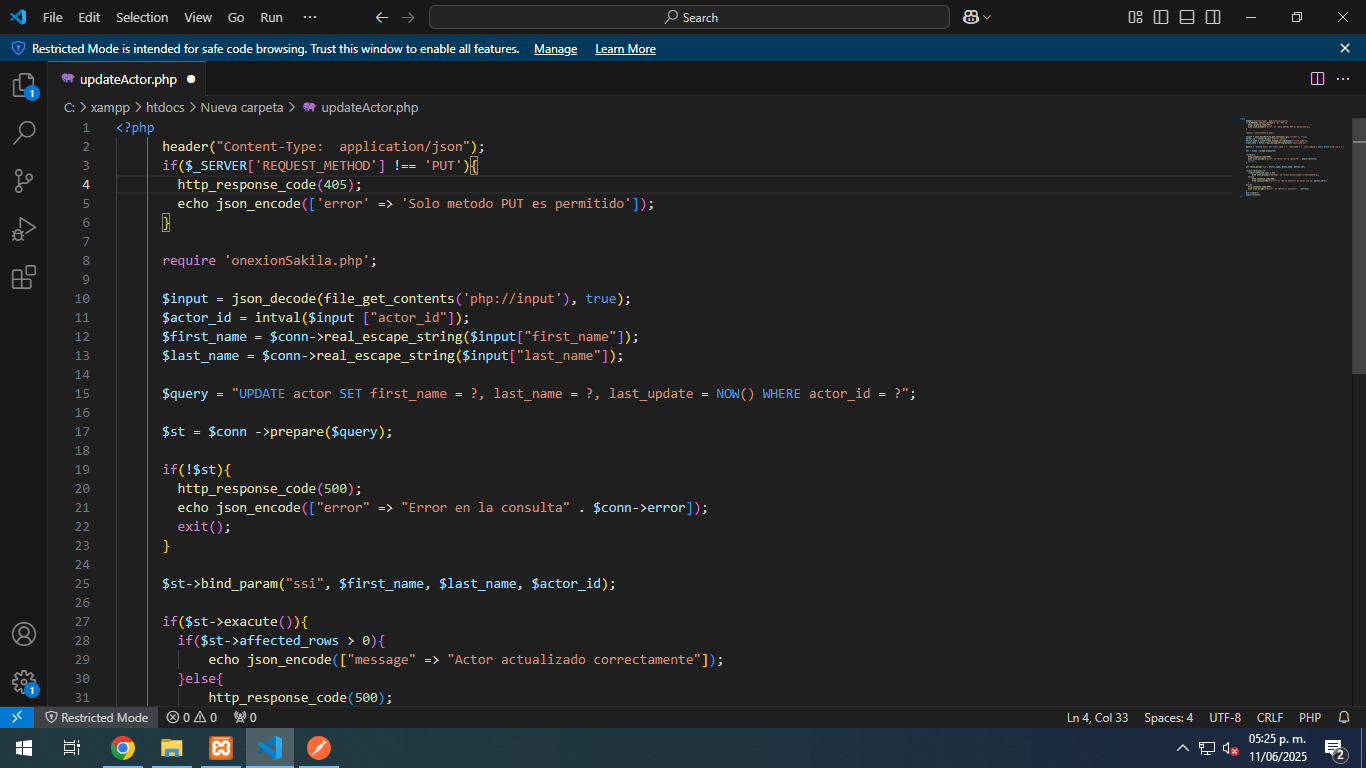 File Edit Selection View Go Run ··· Search
Restricted Mode is intended for safe code browsing. Trust this window to enable all features. Manage Learn More
1 updateActor.php
C: > xampp > htdocs > Nueva carpeta > updateActor.php
1 <?php
2 header("Content-Type:  application/json");
3 if($_SERVER['REQUEST_METHOD'] !== 'PUT'){
4 http_response_code(405);
5 echo json_encode(['error' => 'Solo metodo PUT es permitido']);
6 }
7
8 require 'onexionSakila.php';
9
10 $input = json_decode(file_get_contents('php://input'), true);
11 $actor_id = intval($input ["actor_id"]);
12 $first_name = $conn->real_escape_string($input["first_name"]);
13 $last_name = $conn->real_escape_string($input["last_name"]);
14
15 $query = "UPDATE actor SET first_name = ?, last_name = ?, last_update = NOW() WHERE actor_id = ?";
16
17 $st = $conn ->prepare($query);
18
19 if(!$st){
20 http_response_code(500);
21 echo json_encode(["error" => "Error en la consulta" . $conn->error]);
22 exit();
23 }
24
25 $st->bind_param("ssi", $first_name, $last_name, $actor_id);
26
27 if($st->exacute()){
28 if($st->affected_rows > 0){
29 echo json_encode(["message" => "Actor actualizado correctamente"]);
30 }else{
31 http_response_code(500);
1
Restricted Mode 0 0 0 Ln 4, Col 33 Spaces: 4 UTF-8 CRLF PHP
05:25 p. m.
11/06/2025
2